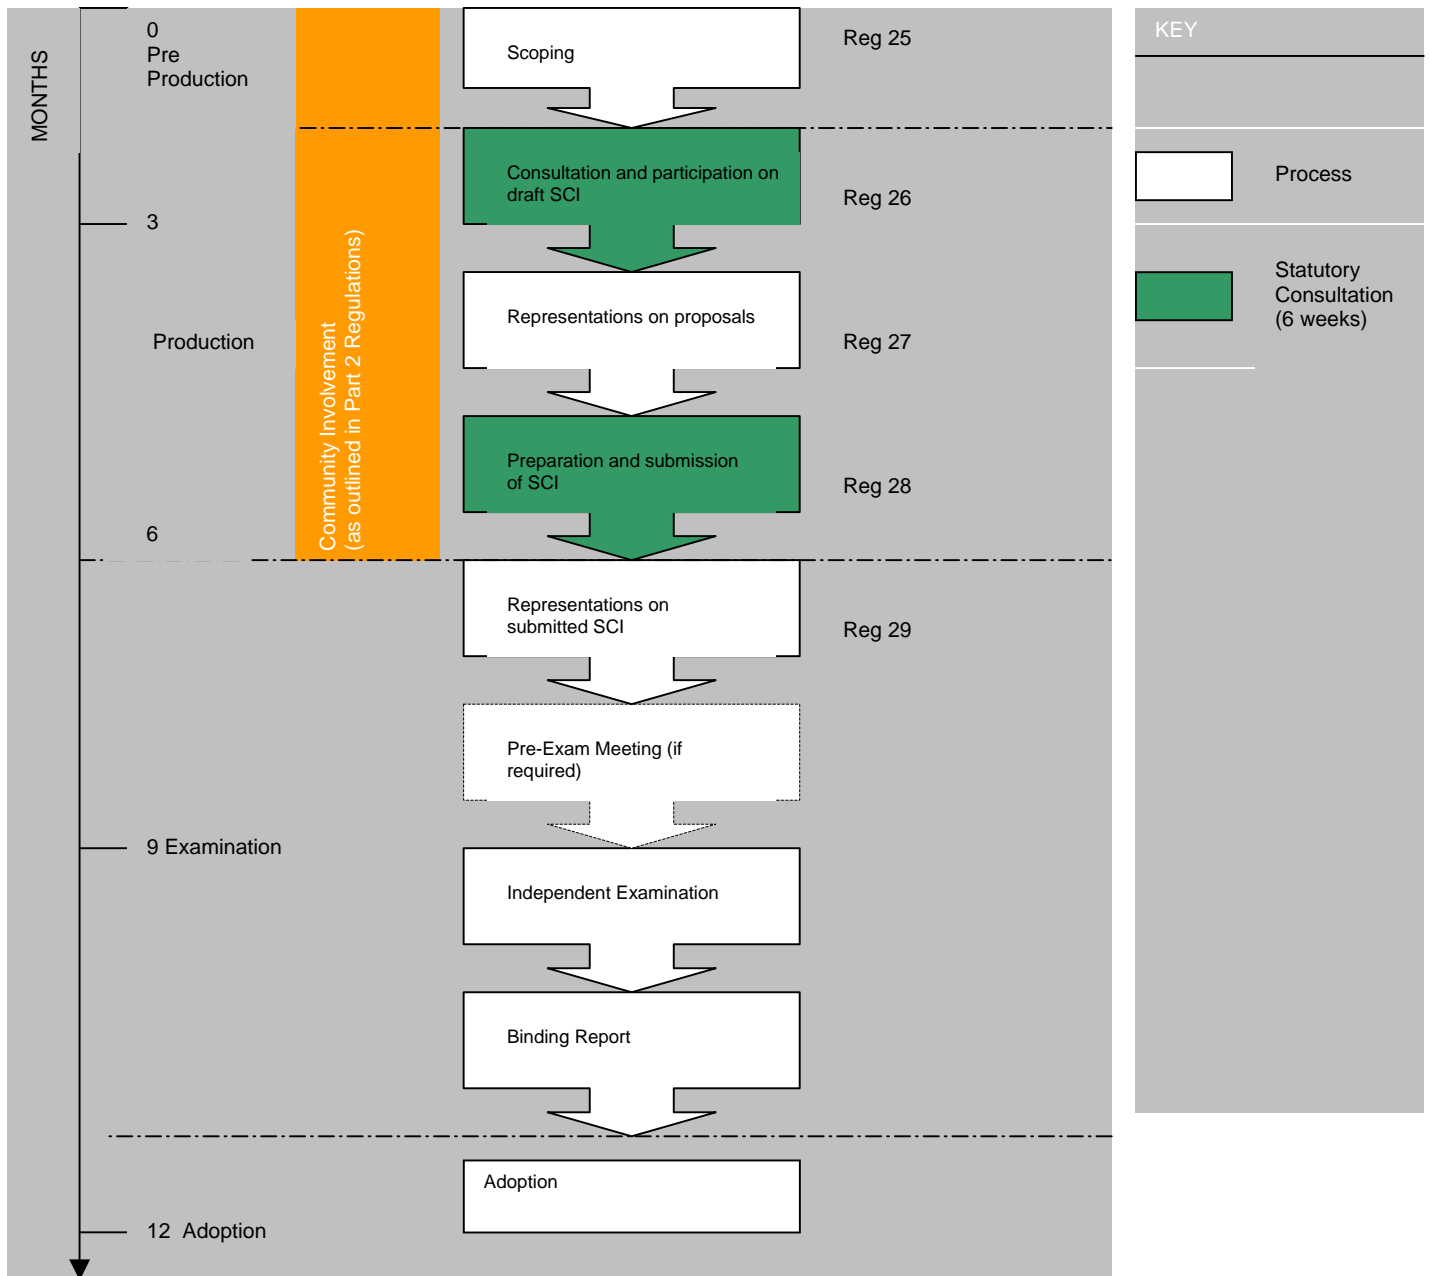 MONTHS
0
Pre
Production
3
Production
6
9 Examination
12 Adoption
Community Involvement
(as outlined in Part 2 Regulations)
Scoping
Reg 25
Consultation and participation on
draft SCI
Reg 26
Representations on proposals
Reg 27
Preparation and submission
of SCI
Reg 28
Representations on
submitted SCI
Reg 29
Pre-Exam Meeting (if
required)
Independent Examination
Binding Report
Adoption
KEY
Process
Statutory
Consultation
(6 weeks)